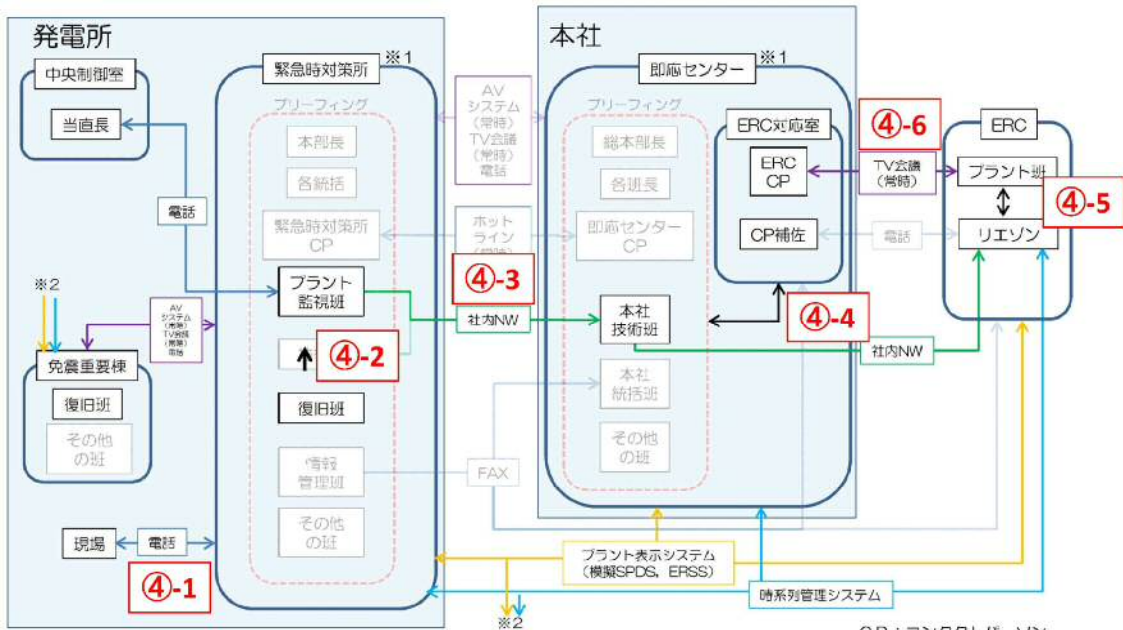 発電所
中央制御室
当直長
電話
※2
AV
システム
(常時)
TV会議
(常時)
電話
免震重要棟
復旧班
その他
の班
現場
電話
④-1
緊急時対策所
※1
ブリーフィング
本部長
各統括
緊急時対策所
CP
プラント
監視班
④-2
復旧班
情報
管理班
その他
の班
AV
システム
(常時)
TV会議
(常時)
電話
ホット
ライン
④-3
社内NW
FAX
プラント表示システム
(模擬SPDS, ERSS)
時系列管理システム
※2
本社
即応センター
※1
ブリーフィング
総本部長
各班長
即応センター
CP
本社
技術班
本社
統括班
その他
の班
ERC対応室
ERC
CP
CP補佐
④-4
社内NW
④-6
TV会議
(常時)
電話
ERC
プラント班
④-5
リエゾン